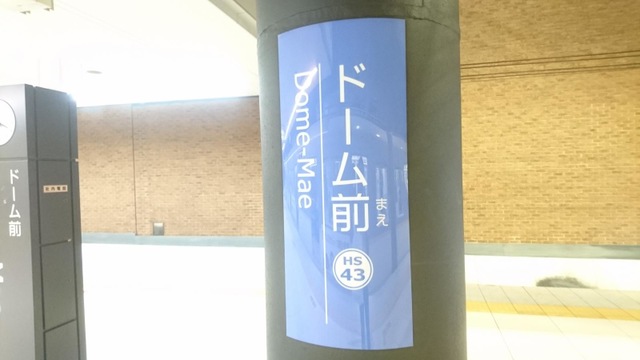 ドーム前
まえ
Dome-Mae
HS
43
ドーム前